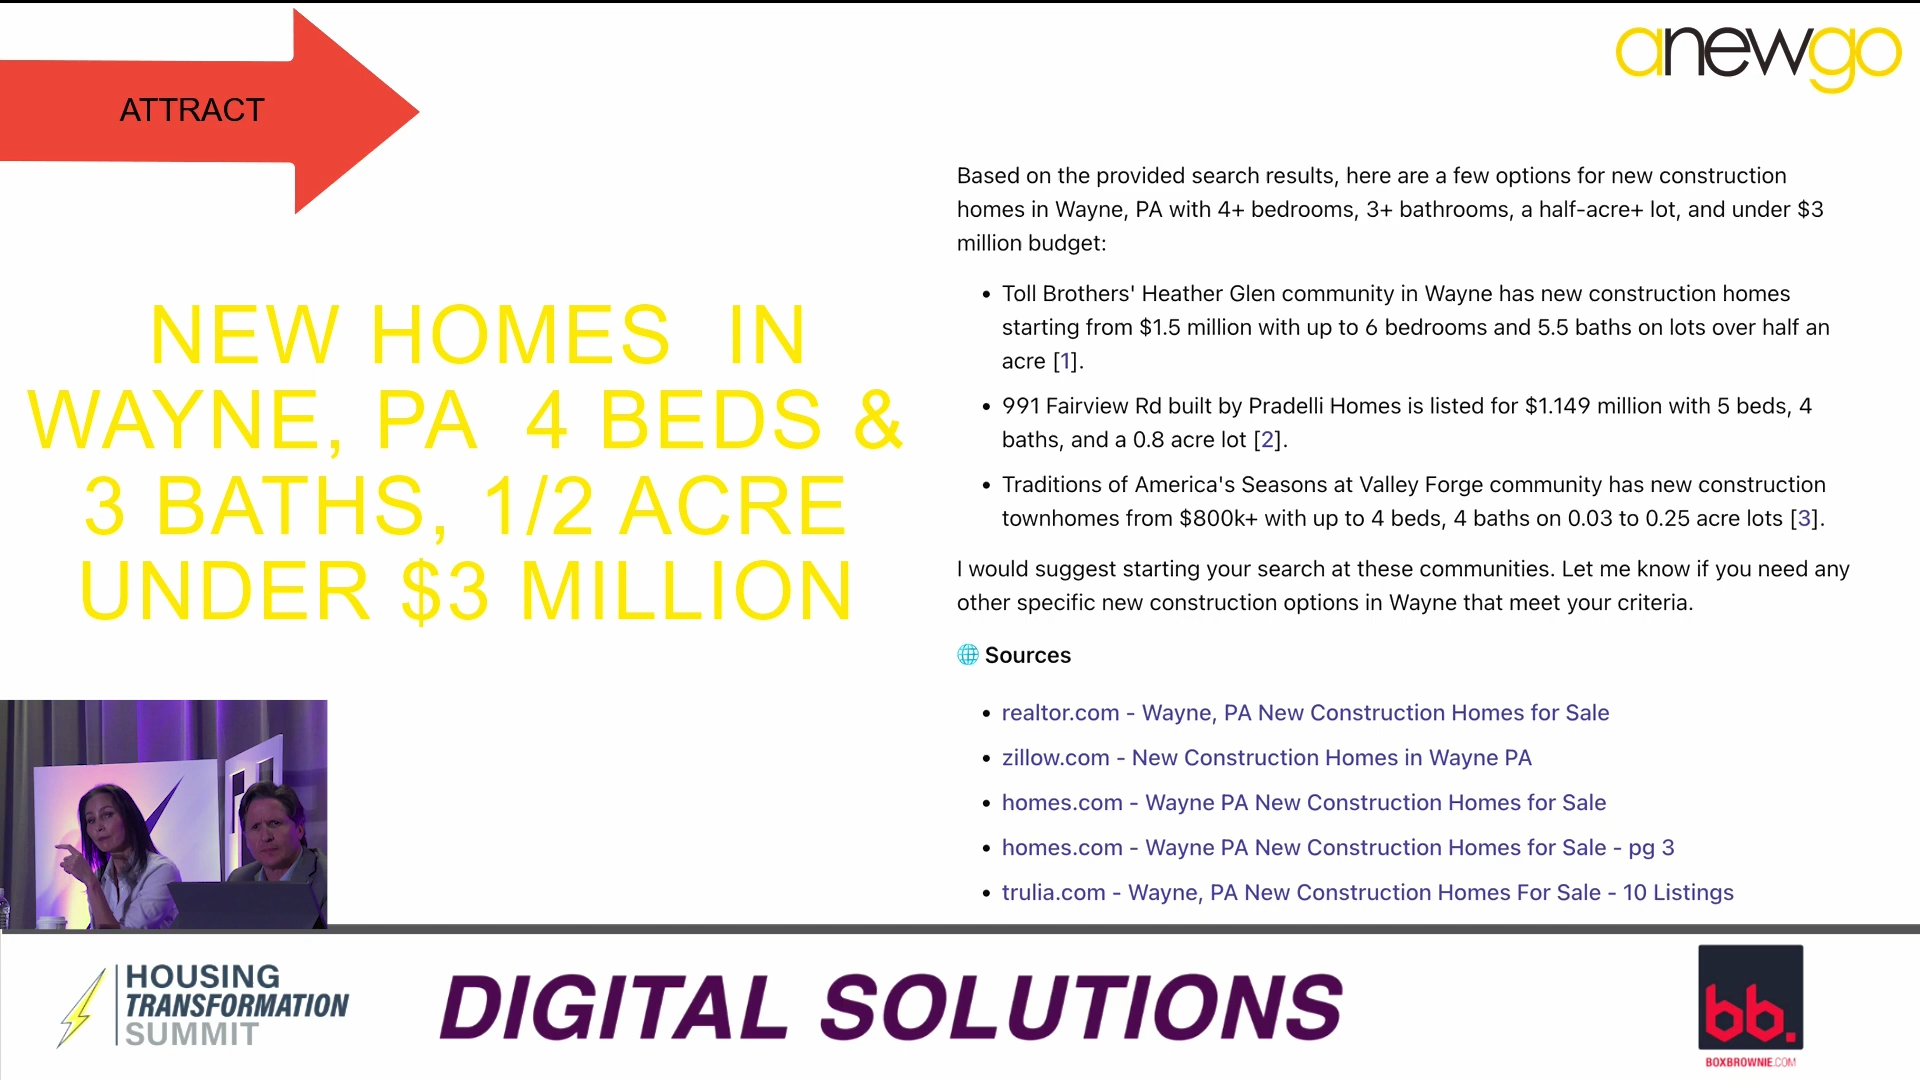 ATTRACT
anewgo
NEW HOMES IN
WAYNE, PA 4 BEDS &
3 BATHS, 1/2 ACRE
UNDER $3 MILLION
Based on the provided search results, here are a few options for new construction
homes in Wayne, PA with 4+ bedrooms, 3+ bathrooms, a half-acre+ lot, and under $3
million budget:
• Toll Brothers' Heather Glen community in Wayne has new construction homes
starting from $1.5 million with up to 6 bedrooms and 5.5 baths on lots over half an
acre [1].
• 991 Fairview Rd built by Pradelli Homes is listed for $1.149 million with 5 beds, 4
baths, and a 0.8 acre lot [2].
• Traditions of America's Seasons at Valley Forge community has new construction
townhomes from $800k+ with up to 4 beds, 4 baths on 0.03 to 0.25 acre lots [3].
I would suggest starting your search at these communities. Let me know if you need any
other specific new construction options in Wayne that meet your criteria.
🌐 Sources
• realtor.com - Wayne, PA New Construction Homes for Sale
• zillow.com - New Construction Homes in Wayne PA
• homes.com - Wayne PA New Construction Homes for Sale
• homes.com - Wayne PA New Construction Homes for Sale - pg 3
• trulia.com - Wayne, PA New Construction Homes For Sale - 10 Listings
HOUSING
TRANSFORMATION
SUMMIT
DIGITAL SOLUTIONS
bb.
BOXBROWNIE.COM